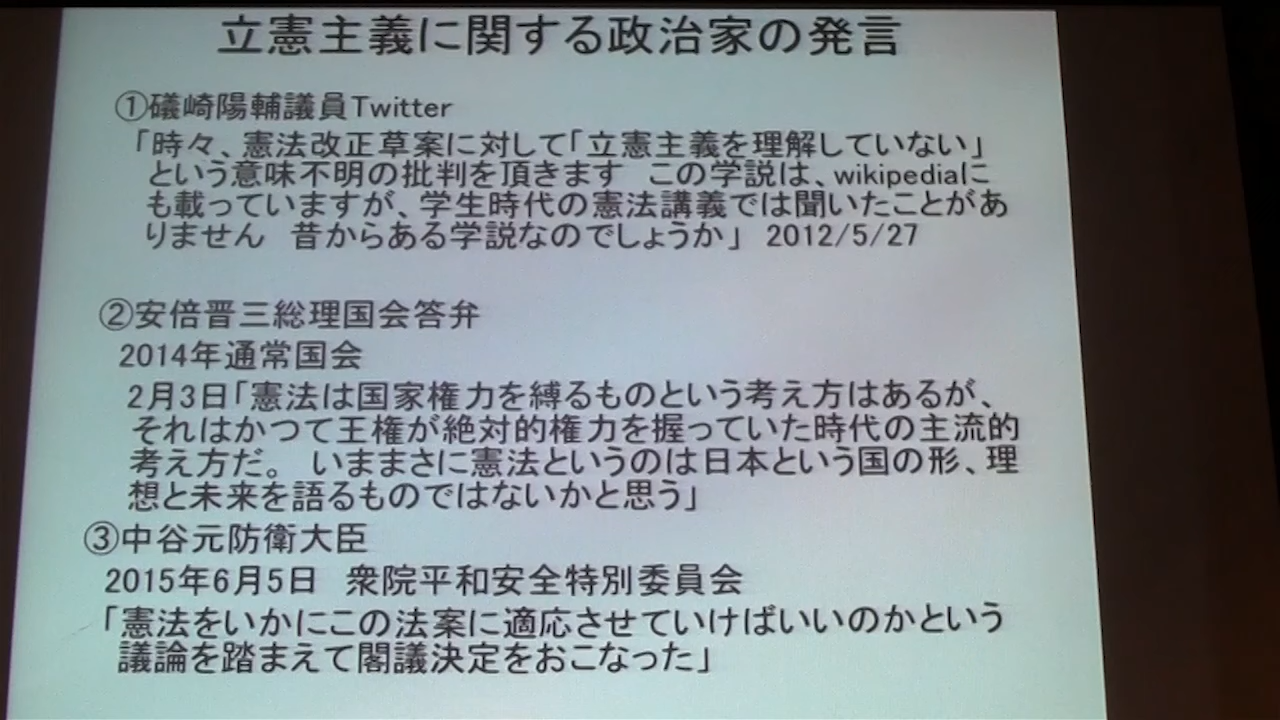 立憲主義に関する政治家の発言
①礒崎陽輔議員Twitter
「時々、憲法改正草案に対して「立憲主義を理解していない」
という意味不明の批判を頂きます　この学説は、wikipediaに
も載っていますが、学生時代の憲法講義では聞いたことがあ
りません　昔からある学説なのでしょうか」 2012/5/27
②安倍晋三総理国会答弁
2014年通常国会
2月3日「憲法は国家権力を縛るものという考え方はあるが、
それはかつて王権が絶対的権力を握っていた時代の主流的
考え方だ。　いままさに憲法というのは日本という国の形、理
想と未来を語るものではないかと思う」
③中谷元防衛大臣
2015年6月5日　衆院平和安全特別委員会
「憲法をいかにこの法案に適応させていけばいいのかという
議論を踏まえて閣議決定をおこなった」